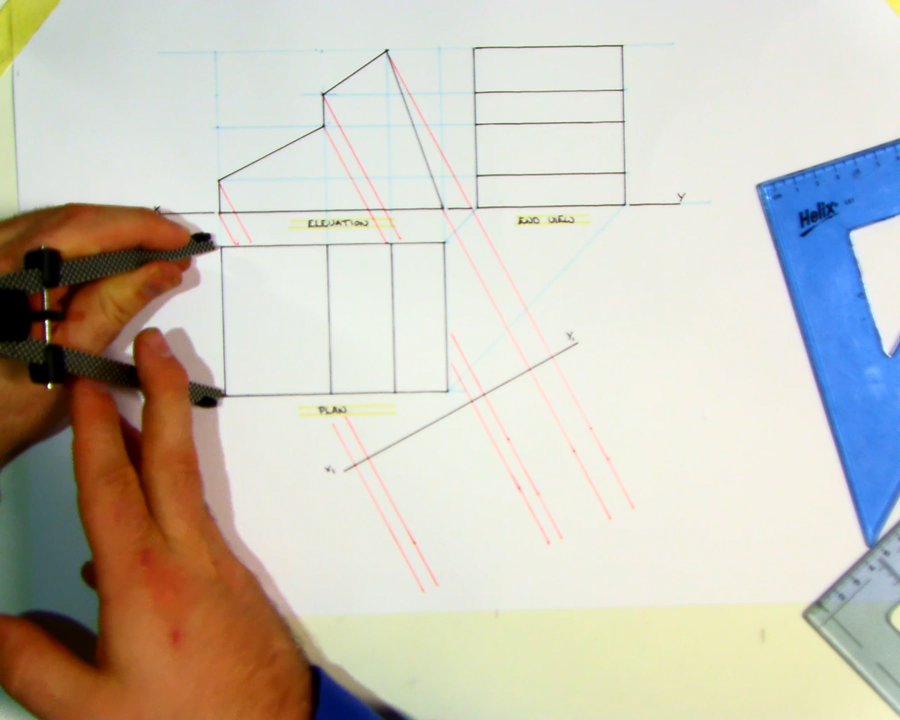 X
Y
ELEVATION
END VIEW
PLAN
X₁
Y₁
Helix